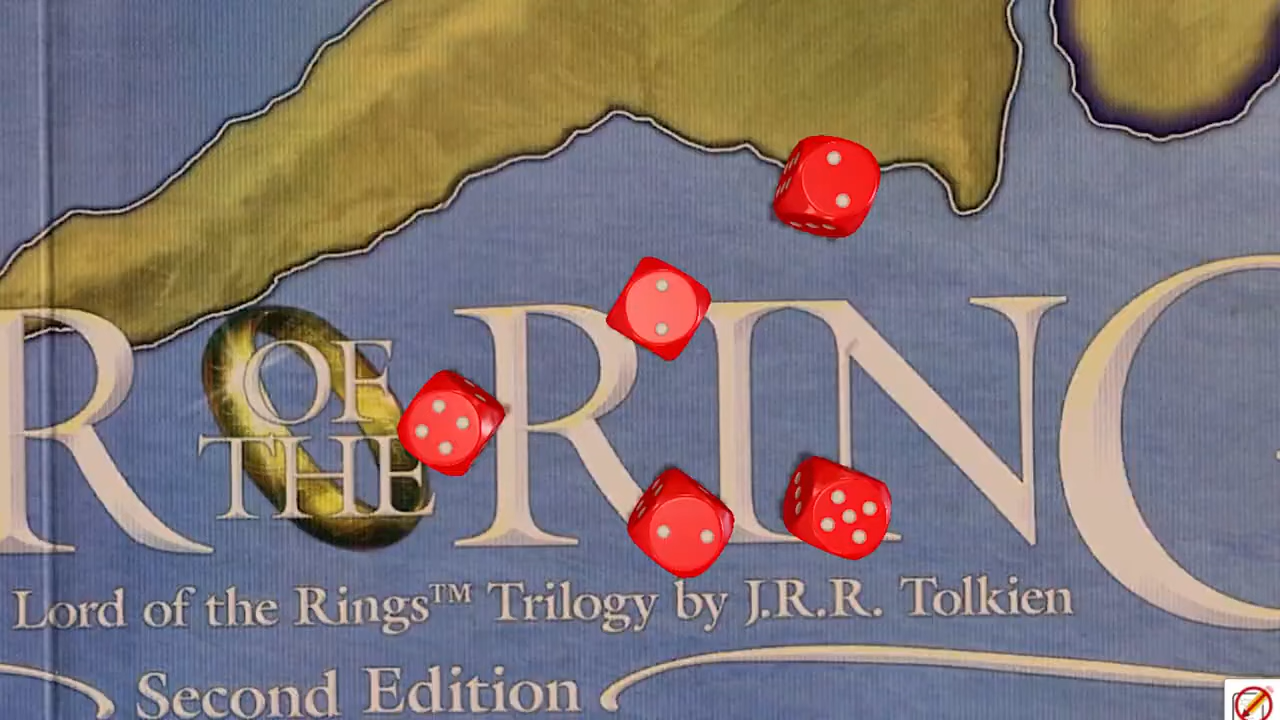 R OF THE RING
Lord of the Rings™ Trilogy by J.R.R. Tolkien
Second Edition